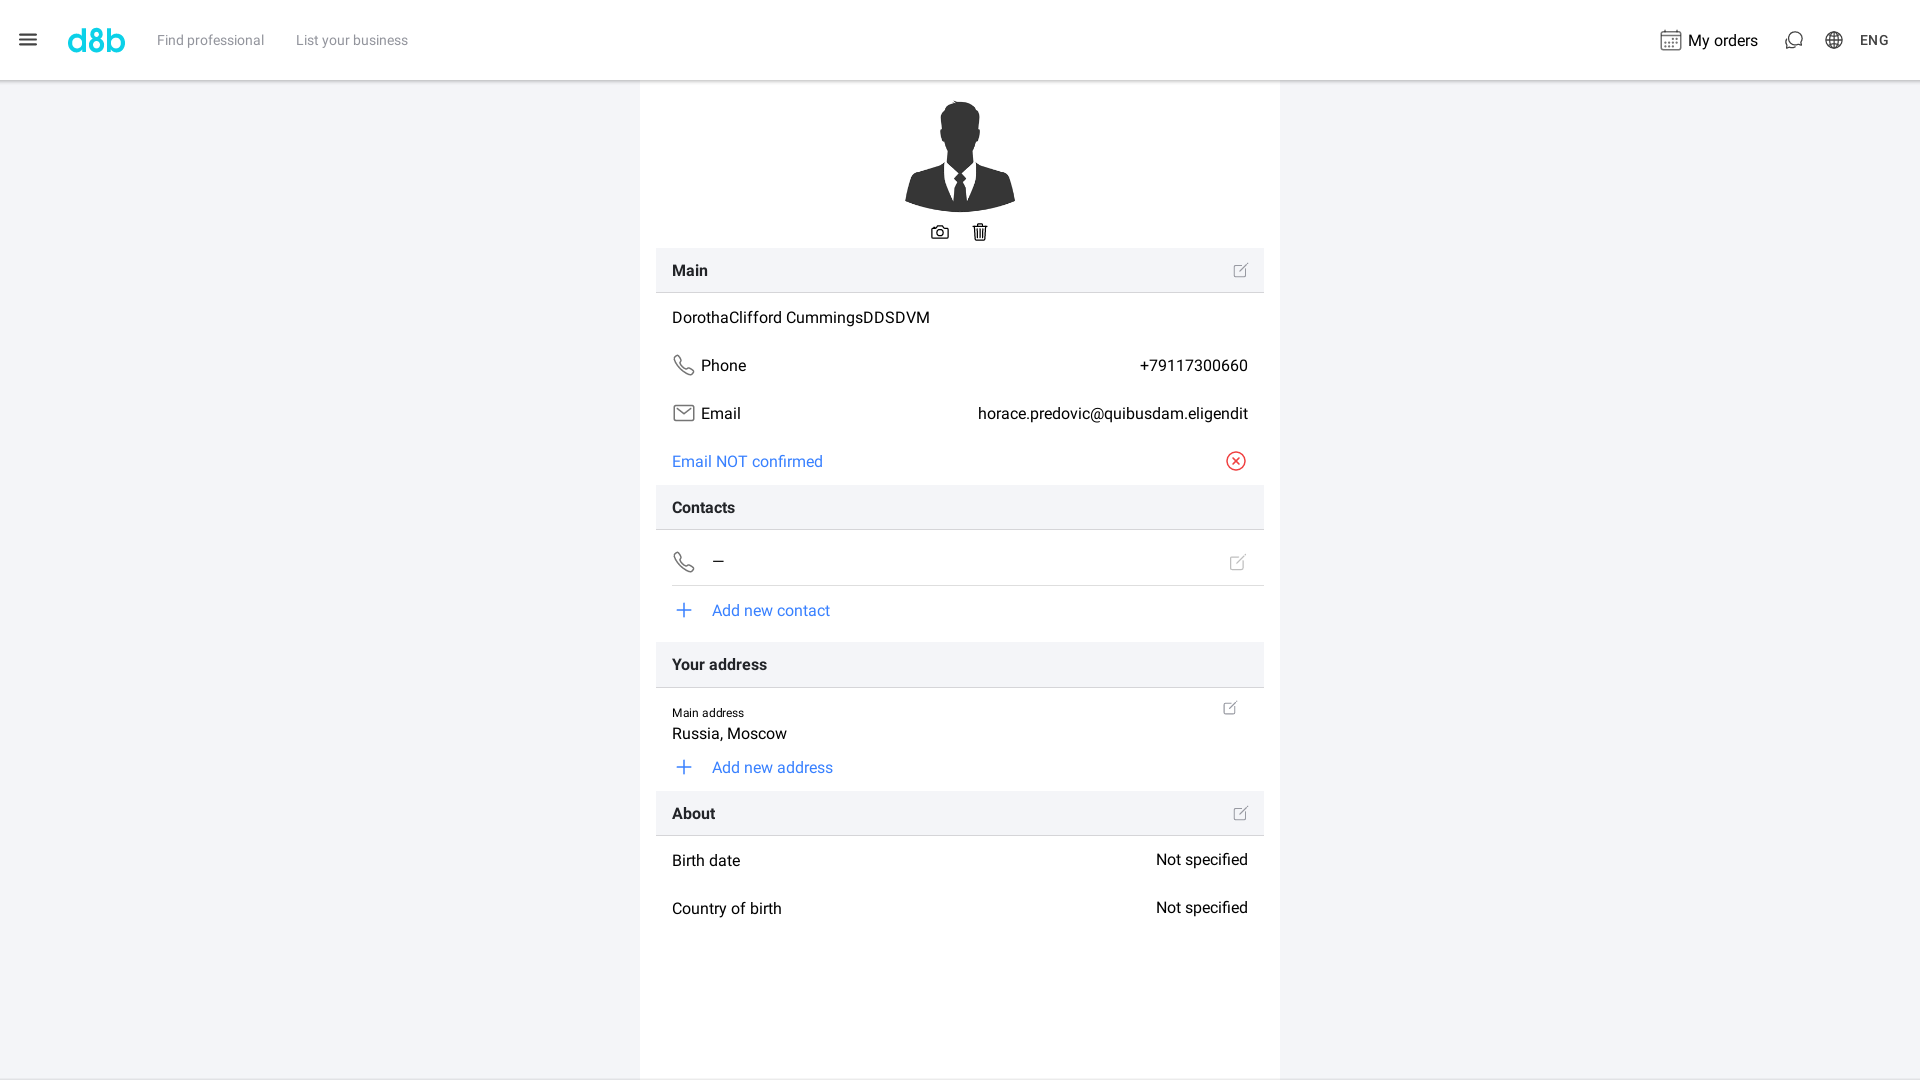 d8b
Find professional
List your business
My orders
ENG
Main
DorothaClifford CummingsDDSDVM
Phone
+79117300660
Email
horace.predovic@quibusdam.eligendit
Email NOT confirmed
Contacts
—
Add new contact
Your address
Main address
Russia, Moscow
Add new address
About
Birth date
Not specified
Country of birth
Not specified